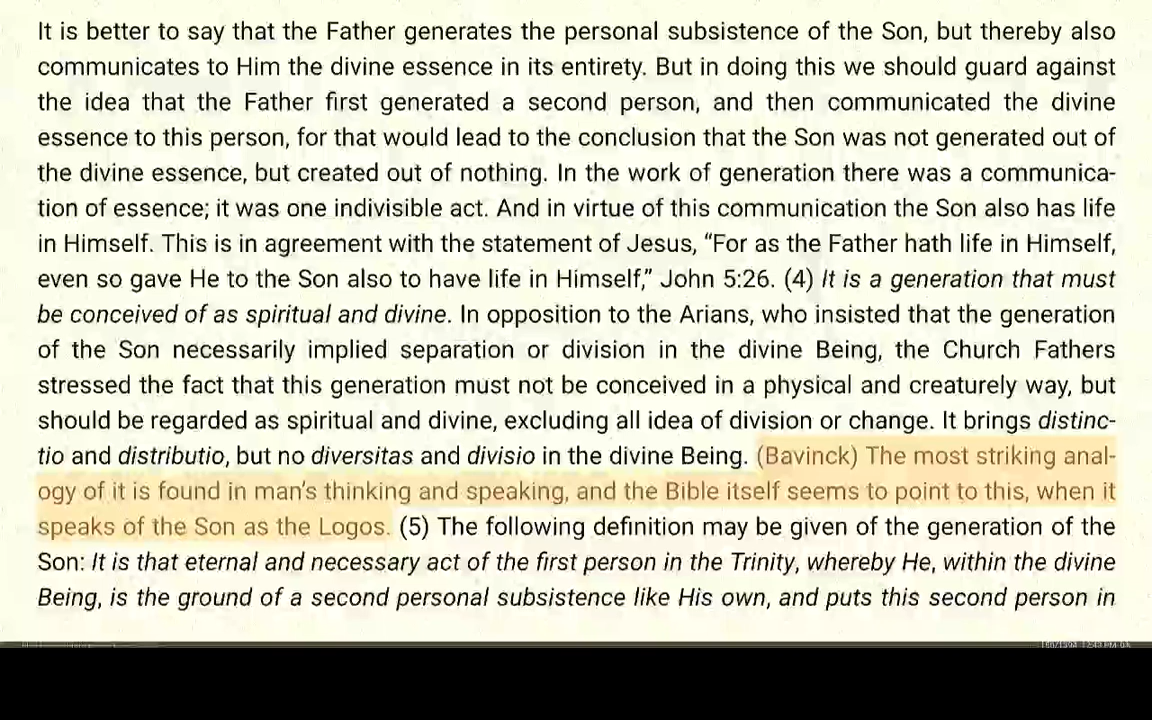 It is better to say that the Father generates the personal subsistence of the Son, but thereby also
communicates to Him the divine essence in its entirety. But in doing this we should guard against
the idea that the Father first generated a second person, and then communicated the divine
essence to this person, for that would lead to the conclusion that the Son was not generated out of
the divine essence, but created out of nothing. In the work of generation there was a communica-
tion of essence; it was one indivisible act. And in virtue of this communication the Son also has life
in Himself. This is in agreement with the statement of Jesus, “For as the Father hath life in Himself,
even so gave He to the Son also to have life in Himself,” John 5:26. (4) It is a generation that must
be conceived of as spiritual and divine. In opposition to the Arians, who insisted that the generation
of the Son necessarily implied separation or division in the divine Being, the Church Fathers
stressed the fact that this generation must not be conceived in a physical and creaturely way, but
should be regarded as spiritual and divine, excluding all idea of division or change. It brings distinc-
tio and distributio, but no diversitas and divisio in the divine Being. (Bavinck) The most striking anal-
ogy of it is found in man’s thinking and speaking, and the Bible itself seems to point to this, when it
speaks of the Son as the Logos. (5) The following definition may be given of the generation of the
Son: It is that eternal and necessary act of the first person in the Trinity, whereby He, within the divine
Being, is the ground of a second personal subsistence like His own, and puts this second person in